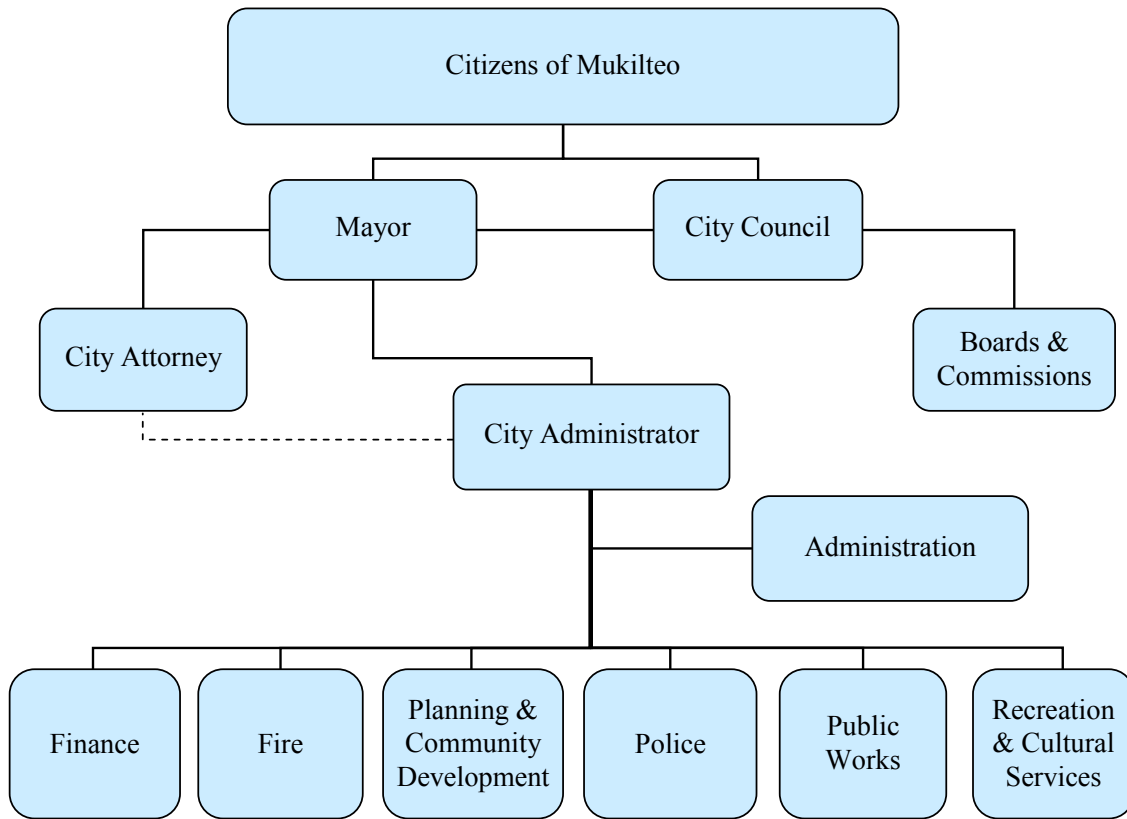 Citizens of Mukilteo
Mayor
City Council
City Attorney
Boards &
Commissions
City Administrator
Administration
Finance
Fire
Planning &
Community
Development
Police
Public
Works
Recreation
& Cultural
Services